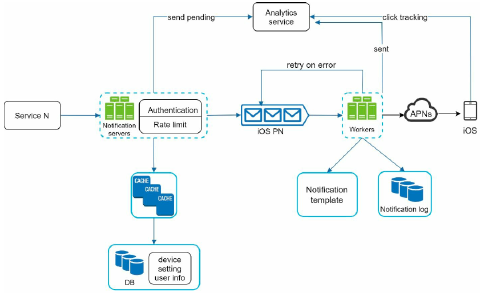 Analytics
service
send pending
click tracking
sent
retry on error
Service N
Notification
servers
Authentication
Rate limit
iOS PN
Workers
APNs
iOS
CACHE
CACHE
CACHE
Notification
template
Notification log
DB
device
setting
user info